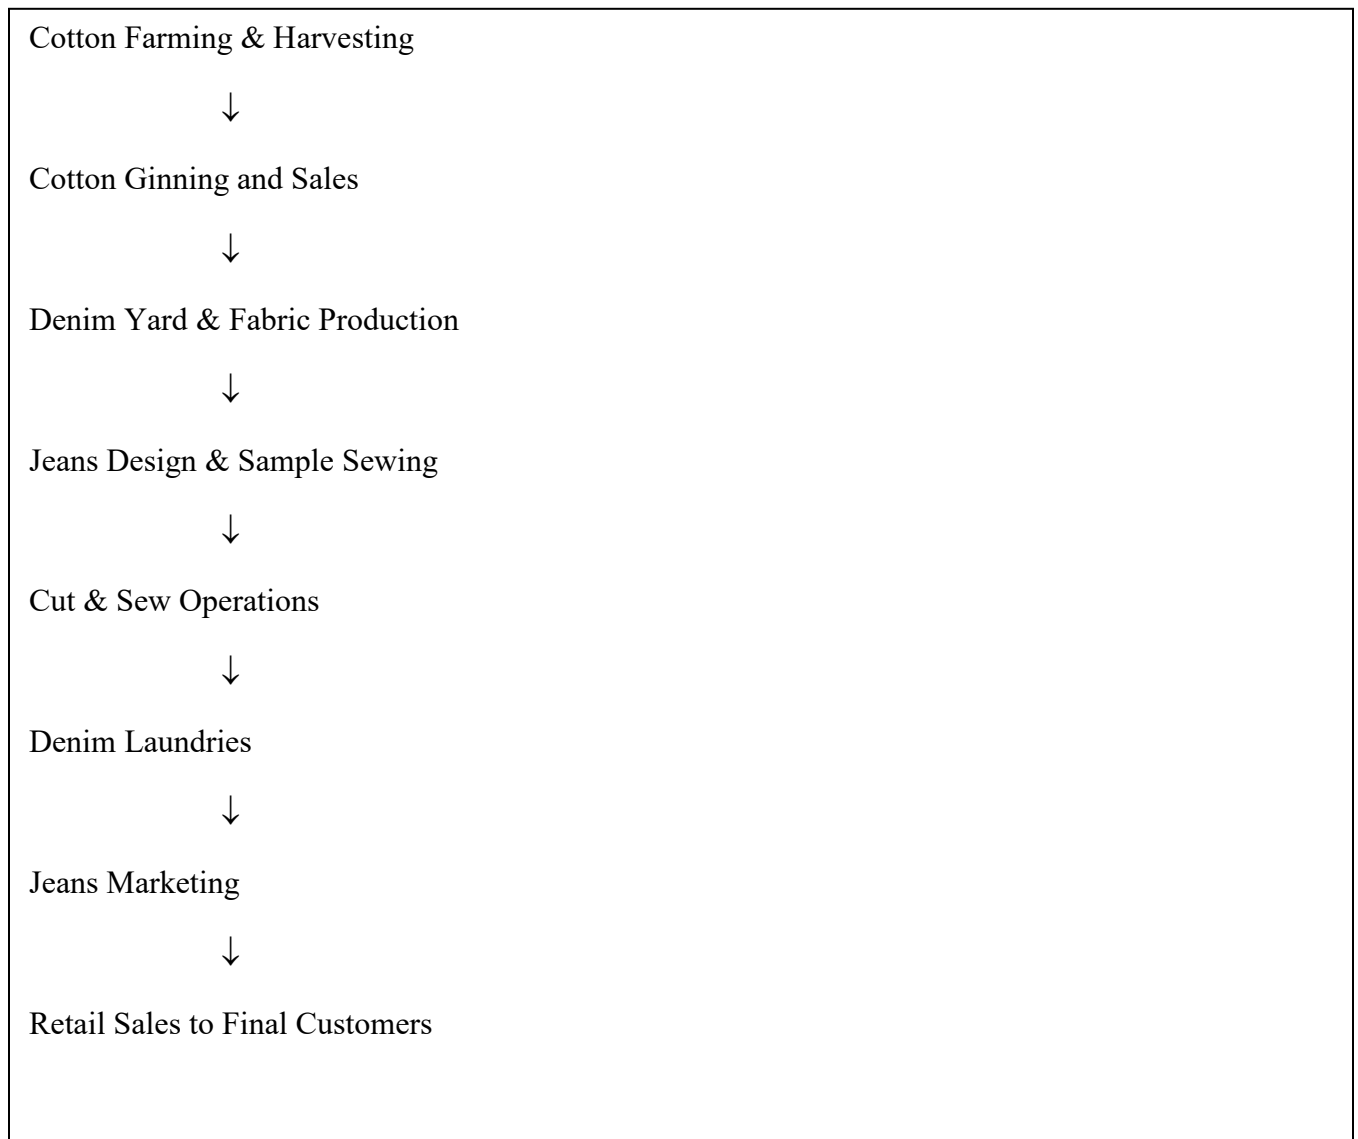 Cotton Farming & Harvesting
↓
Cotton Ginning and Sales
↓
Denim Yard & Fabric Production
↓
Jeans Design & Sample Sewing
↓
Cut & Sew Operations
↓
Denim Laundries
↓
Jeans Marketing
↓
Retail Sales to Final Customers